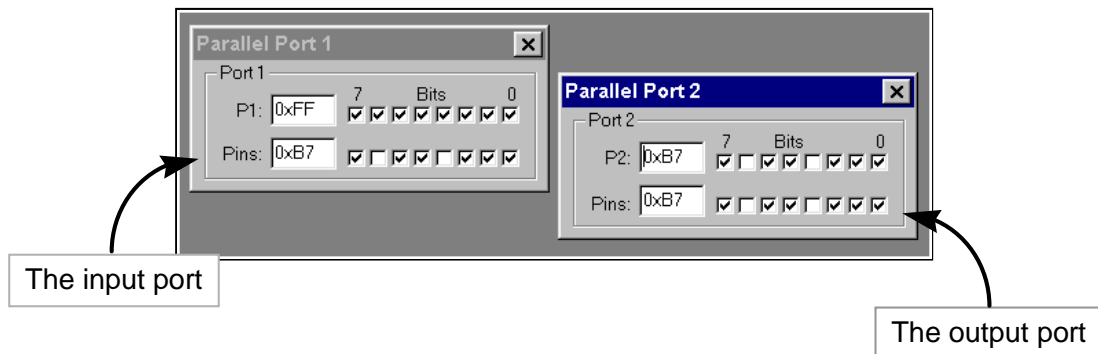 Parallel Port 1
Port 1
7 Bits 0
P1: 0xFF
Pins: 0xB7
Parallel Port 2
Port 2
7 Bits 0
P2: 0xB7
Pins: 0xB7
The input port
The output port